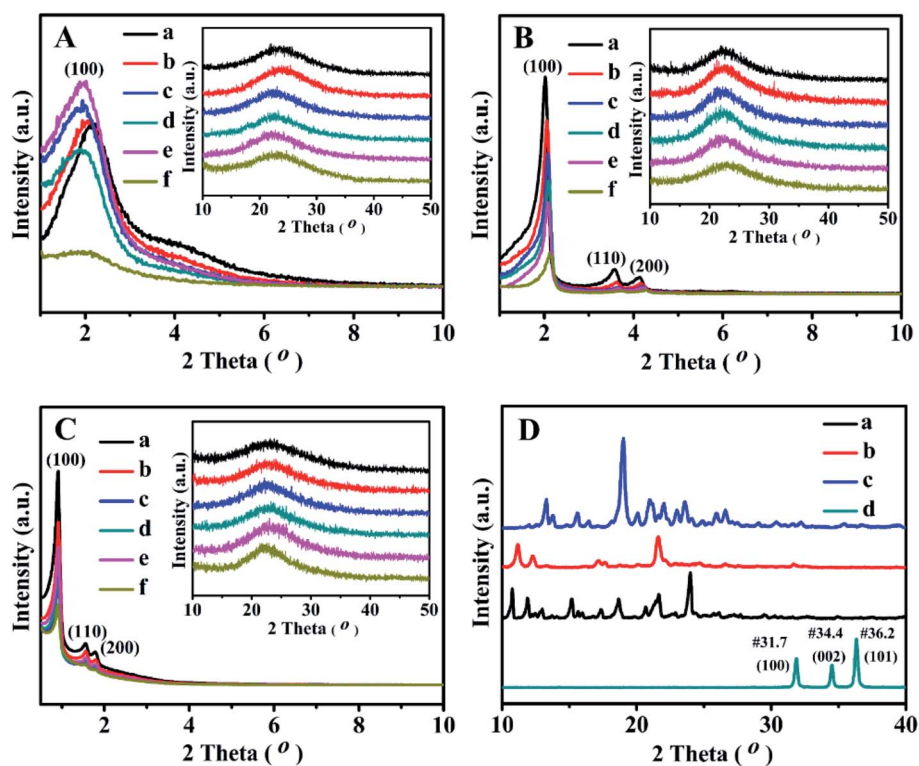 A
(100)
a
b
c
d
e
f
Intensity (a.u.)
10 20 30 40 50
2 Theta ( o )
Intensity (a.u.)
2 4 6 8 10
2 Theta ( o )
B
(100)
a
b
c
d
e
f
Intensity (a.u.)
10 20 30 40 50
2 Theta ( o )
(110)
(200)
Intensity (a.u.)
2 4 6 8 10
2 Theta ( o )
C
(100)
a
b
c
d
e
f
Intensity (a.u.)
10 20 30 40 50
2 Theta ( o )
(110)
(200)
Intensity (a.u.)
2 4 6 8 10
2 Theta ( o )
D
a
b
c
d
#31.7
(100)
#34.4
(002)
#36.2
(101)
Intensity (a.u.)
10 20 30 40
2 Theta ( o )